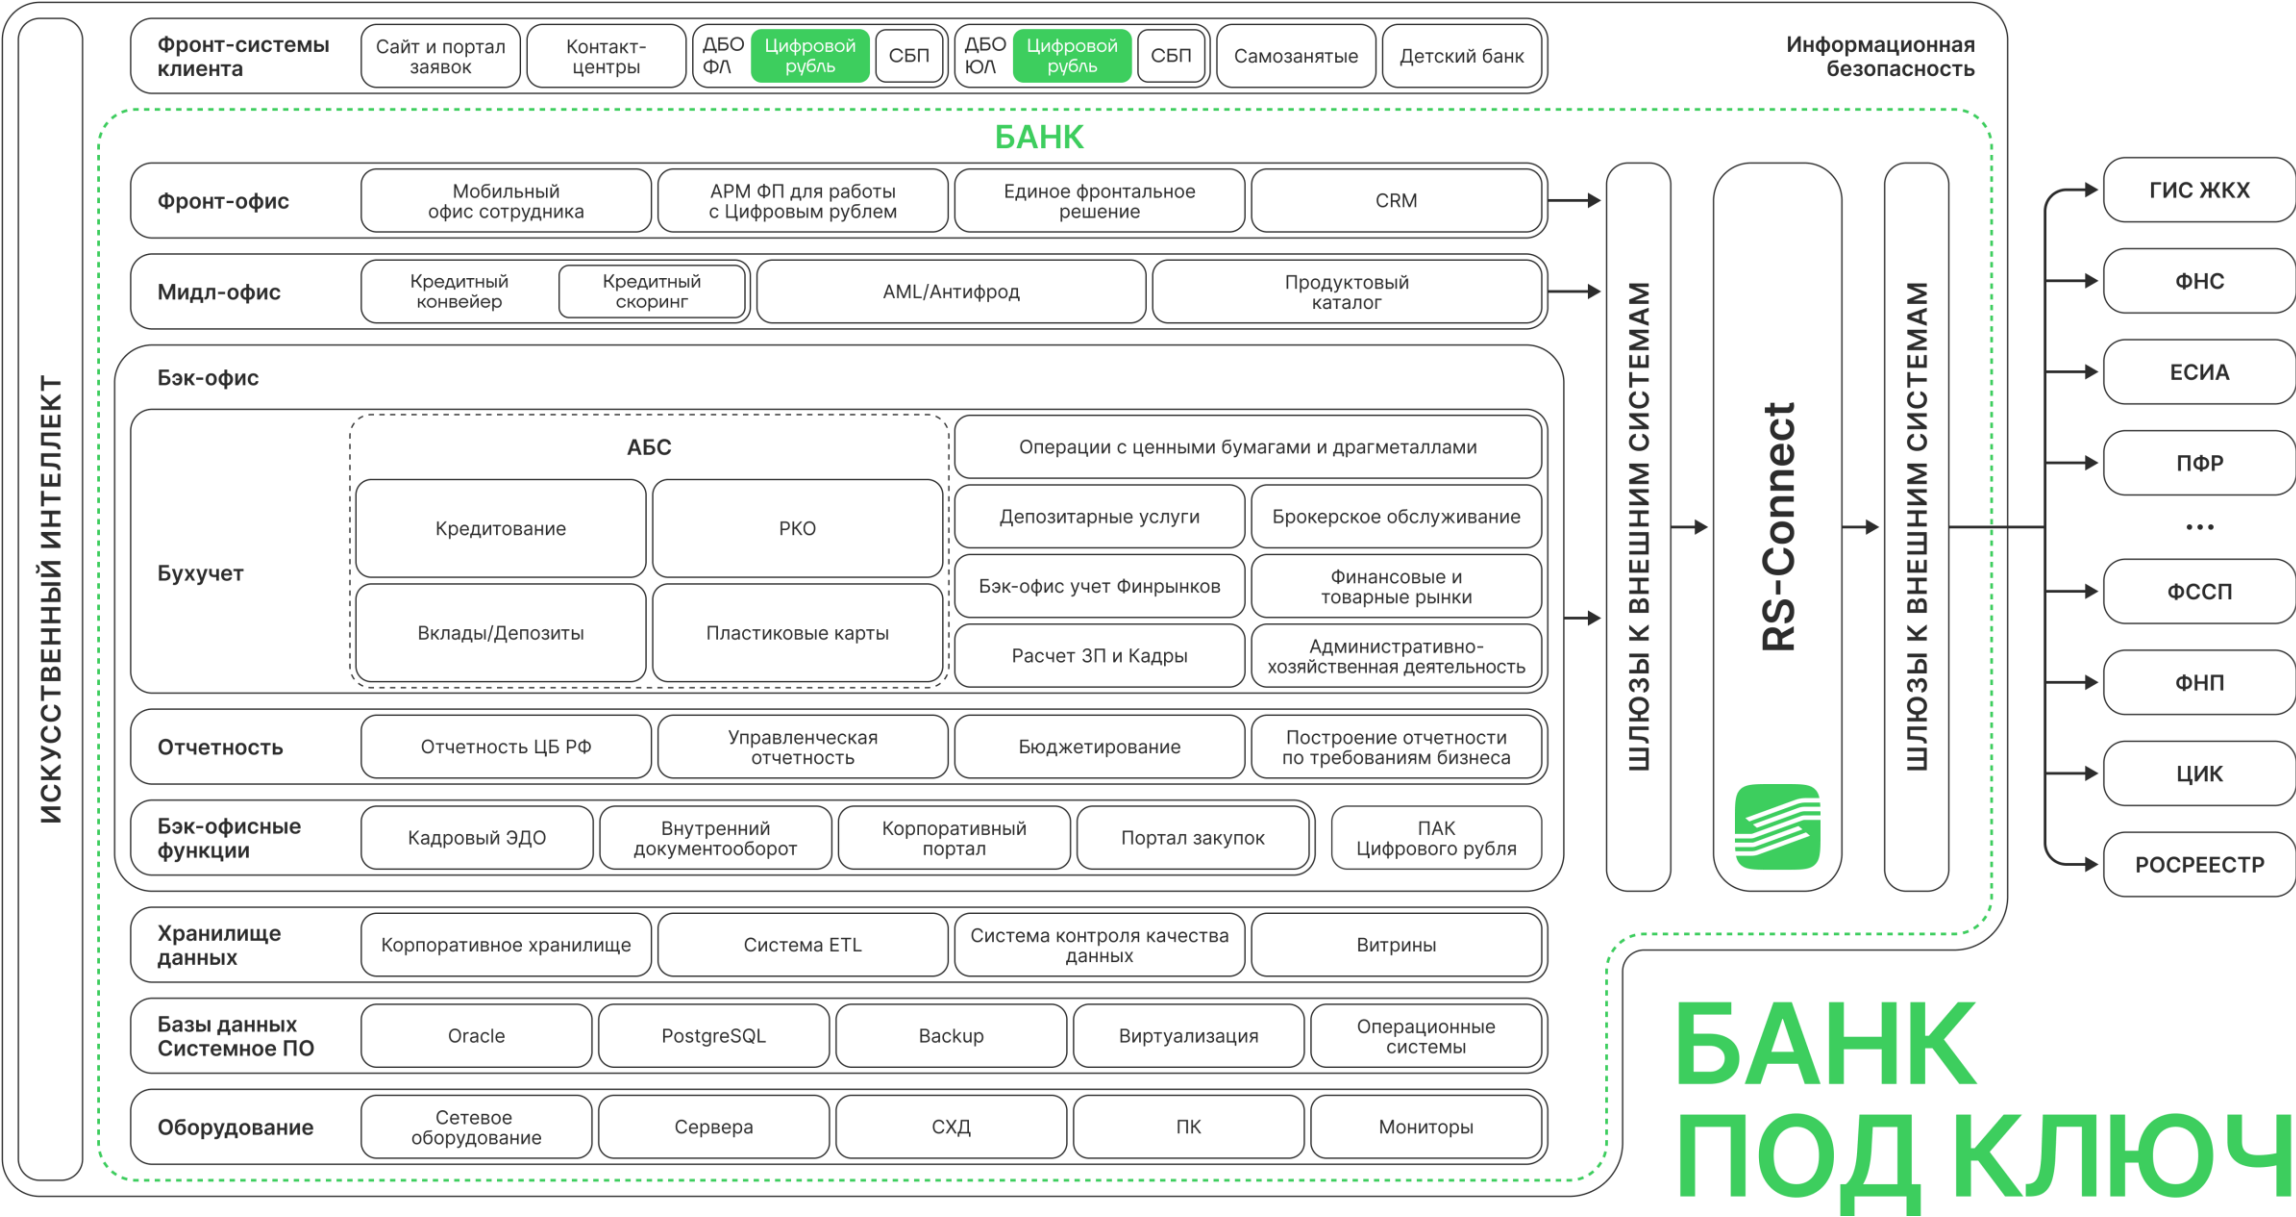 Фронт-системы
клиента
Сайт и портал
заявок
Контакт-
центры
ДБО
ФЛ
Цифровой
рубль
СБП
ДБО
ЮЛ
Цифровой
рубль
СБП
Самозанятые
Детский банк
Информационная
безопасность
ИСКУССТВЕННЫЙ ИНТЕЛЛЕКТ
БАНК
Фронт-офис
Мобильный
офис сотрудника
АРМ ФП для работы
с Цифровым рублем
Единое фронтальное
решение
CRM
Мидл-офис
Кредитный
конвейер
Кредитный
скоринг
AML/Антифрод
Продуктовый
каталог
Бэк-офис
Бухучет
АБС
Кредитование
РКО
Вклады/Депозиты
Пластиковые карты
Операции с ценными бумагами и драгметаллами
Депозитарные услуги
Брокерское обслуживание
Бэк-офис учет Финрынков
Финансовые и
товарные рынки
Расчет ЗП и Кадры
Административно-
хозяйственная деятельность
Отчетность
Отчетность ЦБ РФ
Управленческая
отчетность
Бюджетирование
Построение отчетности
по требованиям бизнеса
Бэк-офисные
функции
Кадровый ЭДО
Внутренний
документооборот
Корпоративный
портал
Портал закупок
ПАК
Цифрового рубля
Хранилище
данных
Корпоративное хранилище
Система ETL
Система контроля качества
данных
Витрины
Базы данных
Системное ПО
Oracle
PostgreSQL
Backup
Виртуализация
Операционные
системы
Оборудование
Сетевое
оборудование
Сервера
СХД
ПК
Мониторы
ШЛЮЗЫ К ВНЕШНИМ СИСТЕМАМ
RS-Connect
ШЛЮЗЫ К ВНЕШНИМ СИСТЕМАМ
ГИС ЖКХ
ФНС
ЕСИА
ПФР
...
ФССП
ФНП
ЦИК
РОСРЕЕСТР
БАНК
ПОД КЛЮЧ